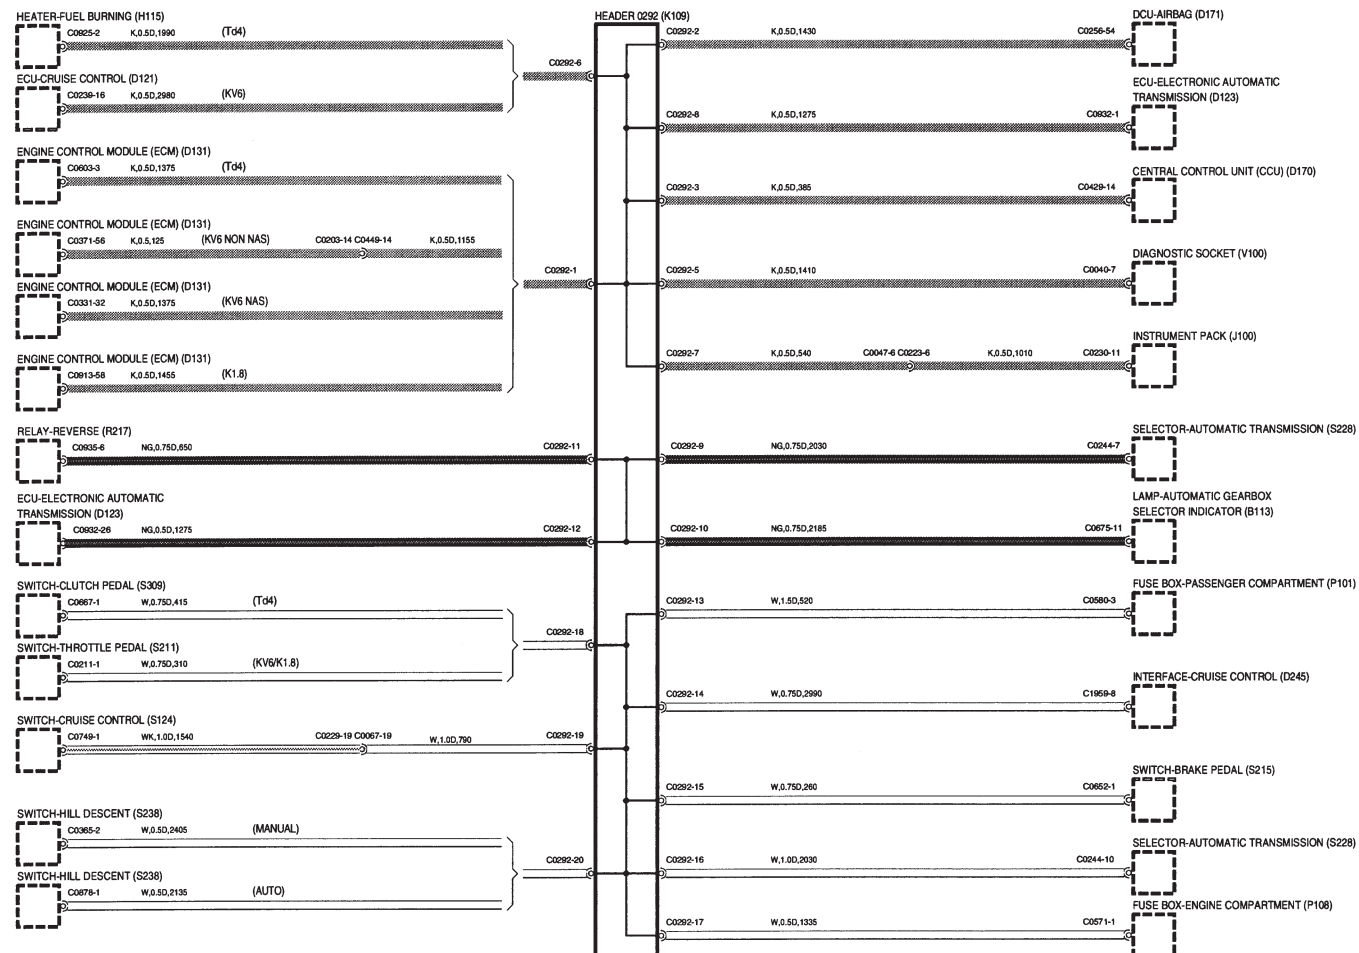 HEATER-FUEL BURNING (H115)
C0925-2 K,0.5D,1990 (Td4)
ECU-CRUISE CONTROL (D121)
C0239-16 K,0.5D,2980 (KV6)
C0292-6
ENGINE CONTROL MODULE (ECM) (D131)
C0603-3 K,0.5D,1375 (Td4)
ENGINE CONTROL MODULE (ECM) (D131)
C0371-56 K,0.5,125 (KV6 NON NAS) C0203-14 C0449-14 K,0.5D,1155
ENGINE CONTROL MODULE (ECM) (D131)
C0331-32 K,0.5D,1375 (KV6 NAS)
C0292-1
ENGINE CONTROL MODULE (ECM) (D131)
C0913-58 K,0.5D,1455 (K1.8)
RELAY-REVERSE (R217)
C0935-6 NG,0.75D,650 C0292-11
ECU-ELECTRONIC AUTOMATIC
TRANSMISSION (D123)
C0932-26 NG,0.5D,1275 C0292-12
SWITCH-CLUTCH PEDAL (S309)
C0667-1 W,0.75D,415 (Td4)
SWITCH-THROTTLE PEDAL (S211)
C0211-1 W,0.75D,310 (KV6/K1.8)
C0292-18
SWITCH-CRUISE CONTROL (S124)
C0749-1 WK,1.0D,1540 C0229-19 C0067-19 W,1.0D,790 C0292-19
SWITCH-HILL DESCENT (S238)
C0365-2 W,0.5D,2405 (MANUAL)
SWITCH-HILL DESCENT (S238)
C0878-1 W,0.5D,2135 (AUTO)
C0292-20
HEADER 0292 (K109)
DCU-AIRBAG (D171)
C0292-2 K,0.5D,1430 C0256-54
ECU-ELECTRONIC AUTOMATIC
TRANSMISSION (D123)
C0292-8 K,0.5D,1275 C0932-1
CENTRAL CONTROL UNIT (CCU) (D170)
C0292-3 K,0.5D,385 C0429-14
DIAGNOSTIC SOCKET (V100)
C0292-5 K,0.5D,1410 C0040-7
INSTRUMENT PACK (J100)
C0292-7 K,0.5D,540 C0047-6 C0223-6 K,0.5D,1010 C0230-11
SELECTOR-AUTOMATIC TRANSMISSION (S228)
C0292-9 NG,0.75D,2030 C0244-7
LAMP-AUTOMATIC GEARBOX
SELECTOR INDICATOR (B113)
C0292-10 NG,0.75D,2185 C0675-11
FUSE BOX-PASSENGER COMPARTMENT (P101)
C0292-13 W,1.5D,520 C0580-3
INTERFACE-CRUISE CONTROL (D245)
C0292-14 W,0.75D,2990 C1959-8
SWITCH-BRAKE PEDAL (S215)
C0292-15 W,0.75D,260 C0652-1
SELECTOR-AUTOMATIC TRANSMISSION (S228)
C0292-16 W,1.0D,2030 C0244-10
FUSE BOX-ENGINE COMPARTMENT (P108)
C0292-17 W,0.5D,1335 C0571-1